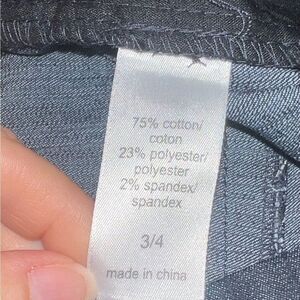 75% cotton/
coton
23% polyester/
polyester
2% spandex/
spandex
3/4
made in china